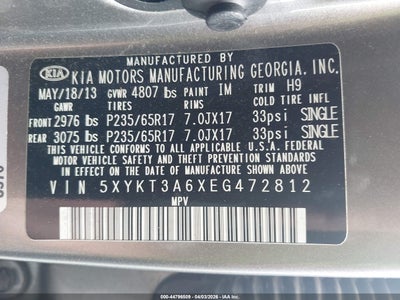 MANUFACTURED BY
KIA KIA MOTORS MANUFACTURING GEORGIA. INC.
MAY/18/13 GVWR 4807 lbs PAINT IM TRIM H9
GAWR TIRES RIMS COLD TIRE INFL
FRONT 2976 lbs P235/65R17 7.0JX17 33psi SINGLE
REAR 3075 lbs P235/65R17 7.0JX17 33psi SINGLE
THIS VEHICLE CONFORMS TO ALL APPLICABLE U.S. FEDERAL
MOTOR VEHICLE SAFETY AND THEFT PREVENTION STANDARDS IN
EFFECT ON THE DATE OF MANUFACTURE SHOWN ABOVE.
VIN 5XYKT3A6XEG472812
MPV
000-44796509 - 04/03/2026 - IAA Inc.